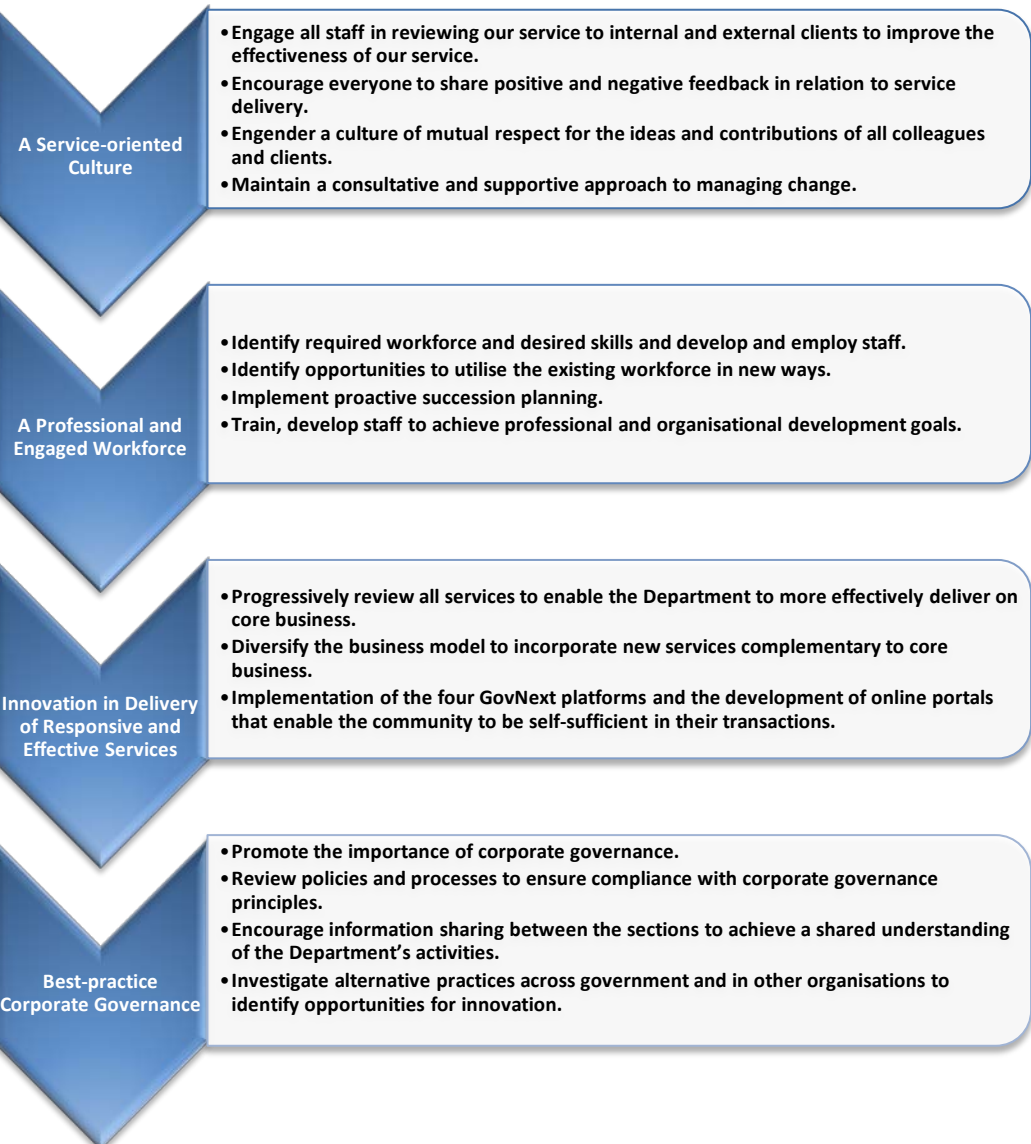 A Service-oriented
Culture
•Engage all staff in reviewing our service to internal and external clients to improve the
effectiveness of our service.
•Encourage everyone to share positive and negative feedback in relation to service
delivery.
•Engender a culture of mutual respect for the ideas and contributions of all colleagues
and clients.
•Maintain a consultative and supportive approach to managing change.
A Professional and
Engaged Workforce
•Identify required workforce and desired skills and develop and employ staff.
•Identify opportunities to utilise the existing workforce in new ways.
•Implement proactive succession planning.
•Train, develop staff to achieve professional and organisational development goals.
Innovation in Delivery
of Responsive and
Effective Services
•Progressively review all services to enable the Department to more effectively deliver on
core business.
•Diversify the business model to incorporate new services complementary to core
business.
•Implementation of the four GovNext platforms and the development of online portals
that enable the community to be self-sufficient in their transactions.
Best-practice
Corporate Governance
•Promote the importance of corporate governance.
•Review policies and processes to ensure compliance with corporate governance
principles.
•Encourage information sharing between the sections to achieve a shared understanding
of the Department’s activities.
•Investigate alternative practices across government and in other organisations to
identify opportunities for innovation.